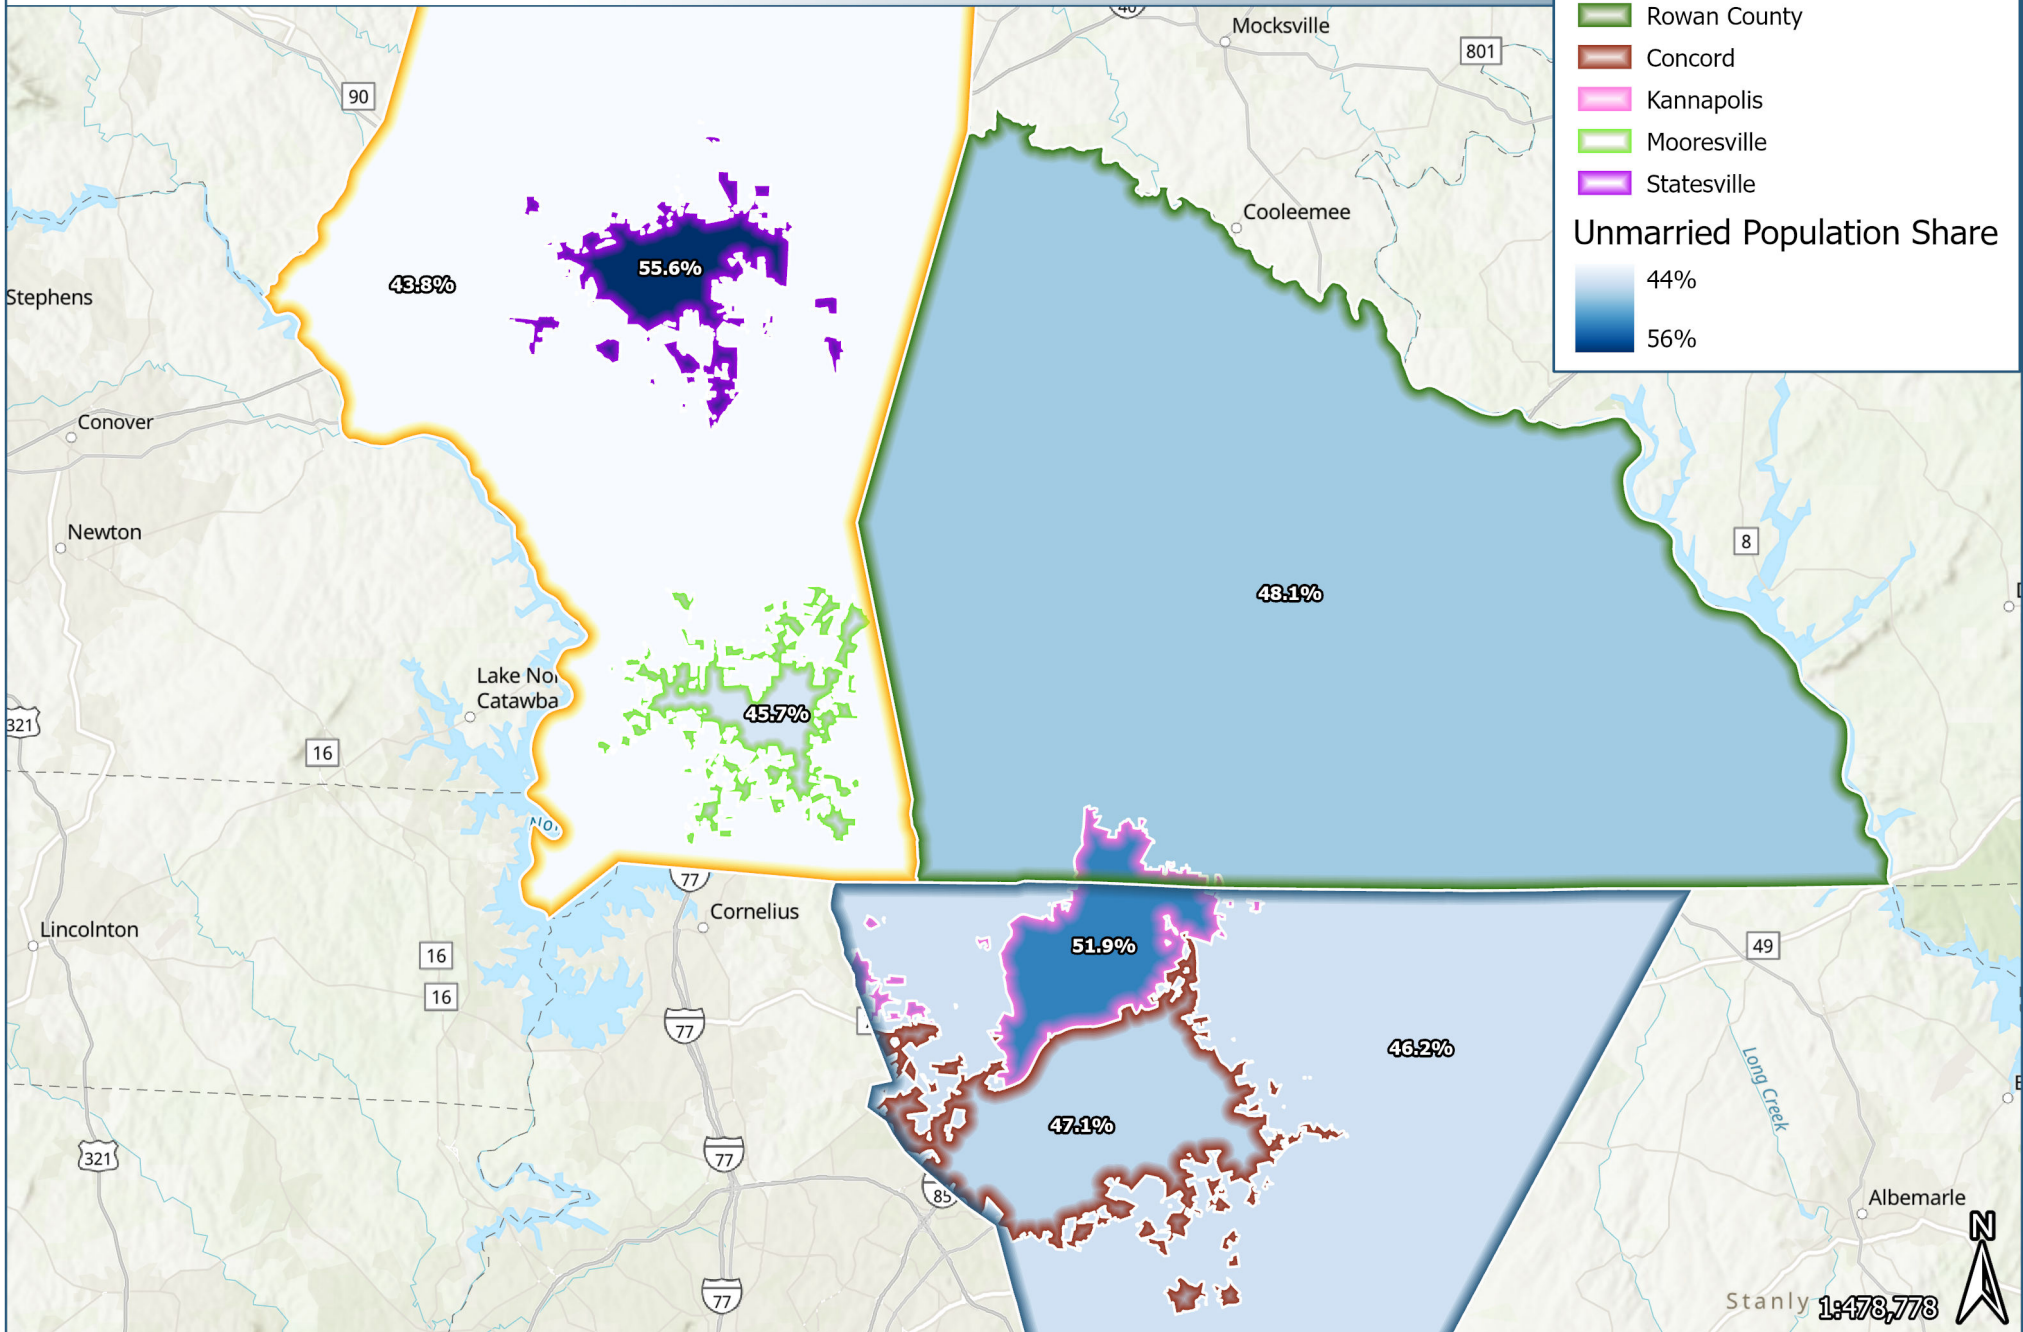 40
Mocksville
801
90
Rowan County
Concord
Kannapolis
Mooresville
Statesville
Unmarried Population Share
44%
56%
Cooleemee
55.6%
43.8%
Stephens
Conover
Newton
8
48.1%
Lake Nor
Catawba
45.7%
321
16
Nor
77
Cornelius
Lincolnton
51.9%
49
16
16
77
46.2%
Long Creek
47.1%
321
77
85
Albemarle
N
77
Stanly
1:478,778